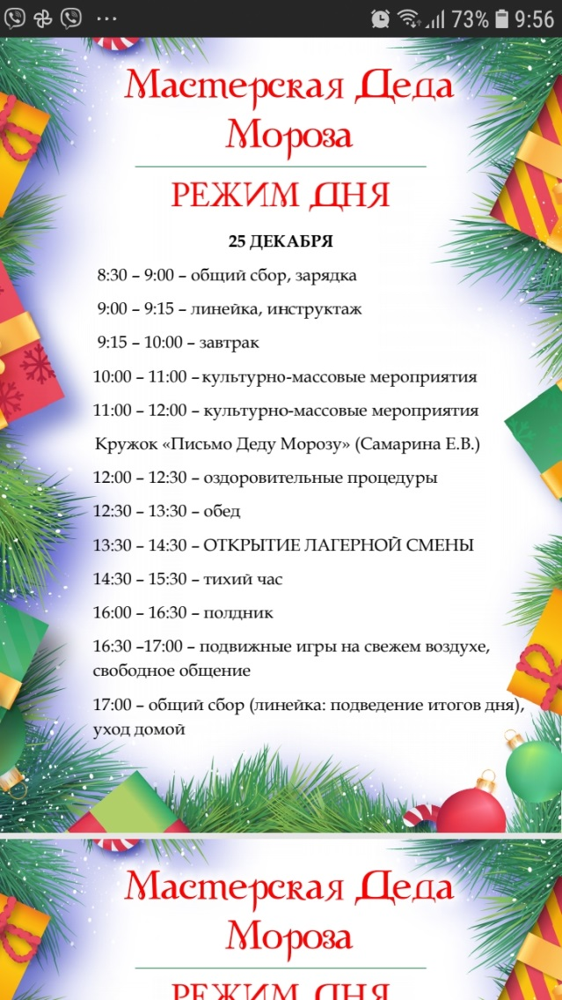 73% 9:56
Мастерская Деда
Мороза
РЕЖИМ ДНЯ
25 ДЕКАБРЯ
8:30 – 9:00 – общий сбор, зарядка
9:00 – 9:15 – линейка, инструктаж
9:15 – 10:00 – завтрак
10:00 – 11:00 – культурно-массовые мероприятия
11:00 – 12:00 – культурно-массовые мероприятия
Кружок «Письмо Деду Морозу» (Самарина Е.В.)
12:00 – 12:30 – оздоровительные процедуры
12:30 – 13:30 – обед
13:30 – 14:30 – ОТКРЫТИЕ ЛАГЕРНОЙ СМЕНЫ
14:30 – 15:30 – тихий час
16:00 – 16:30 – полдник
16:30 –17:00 – подвижные игры на свежем воздухе,
свободное общение
17:00 – общий сбор (линейка: подведение итогов дня),
уход домой
Мастерская Деда
Мороза
РЕЖИМ ДНЯ